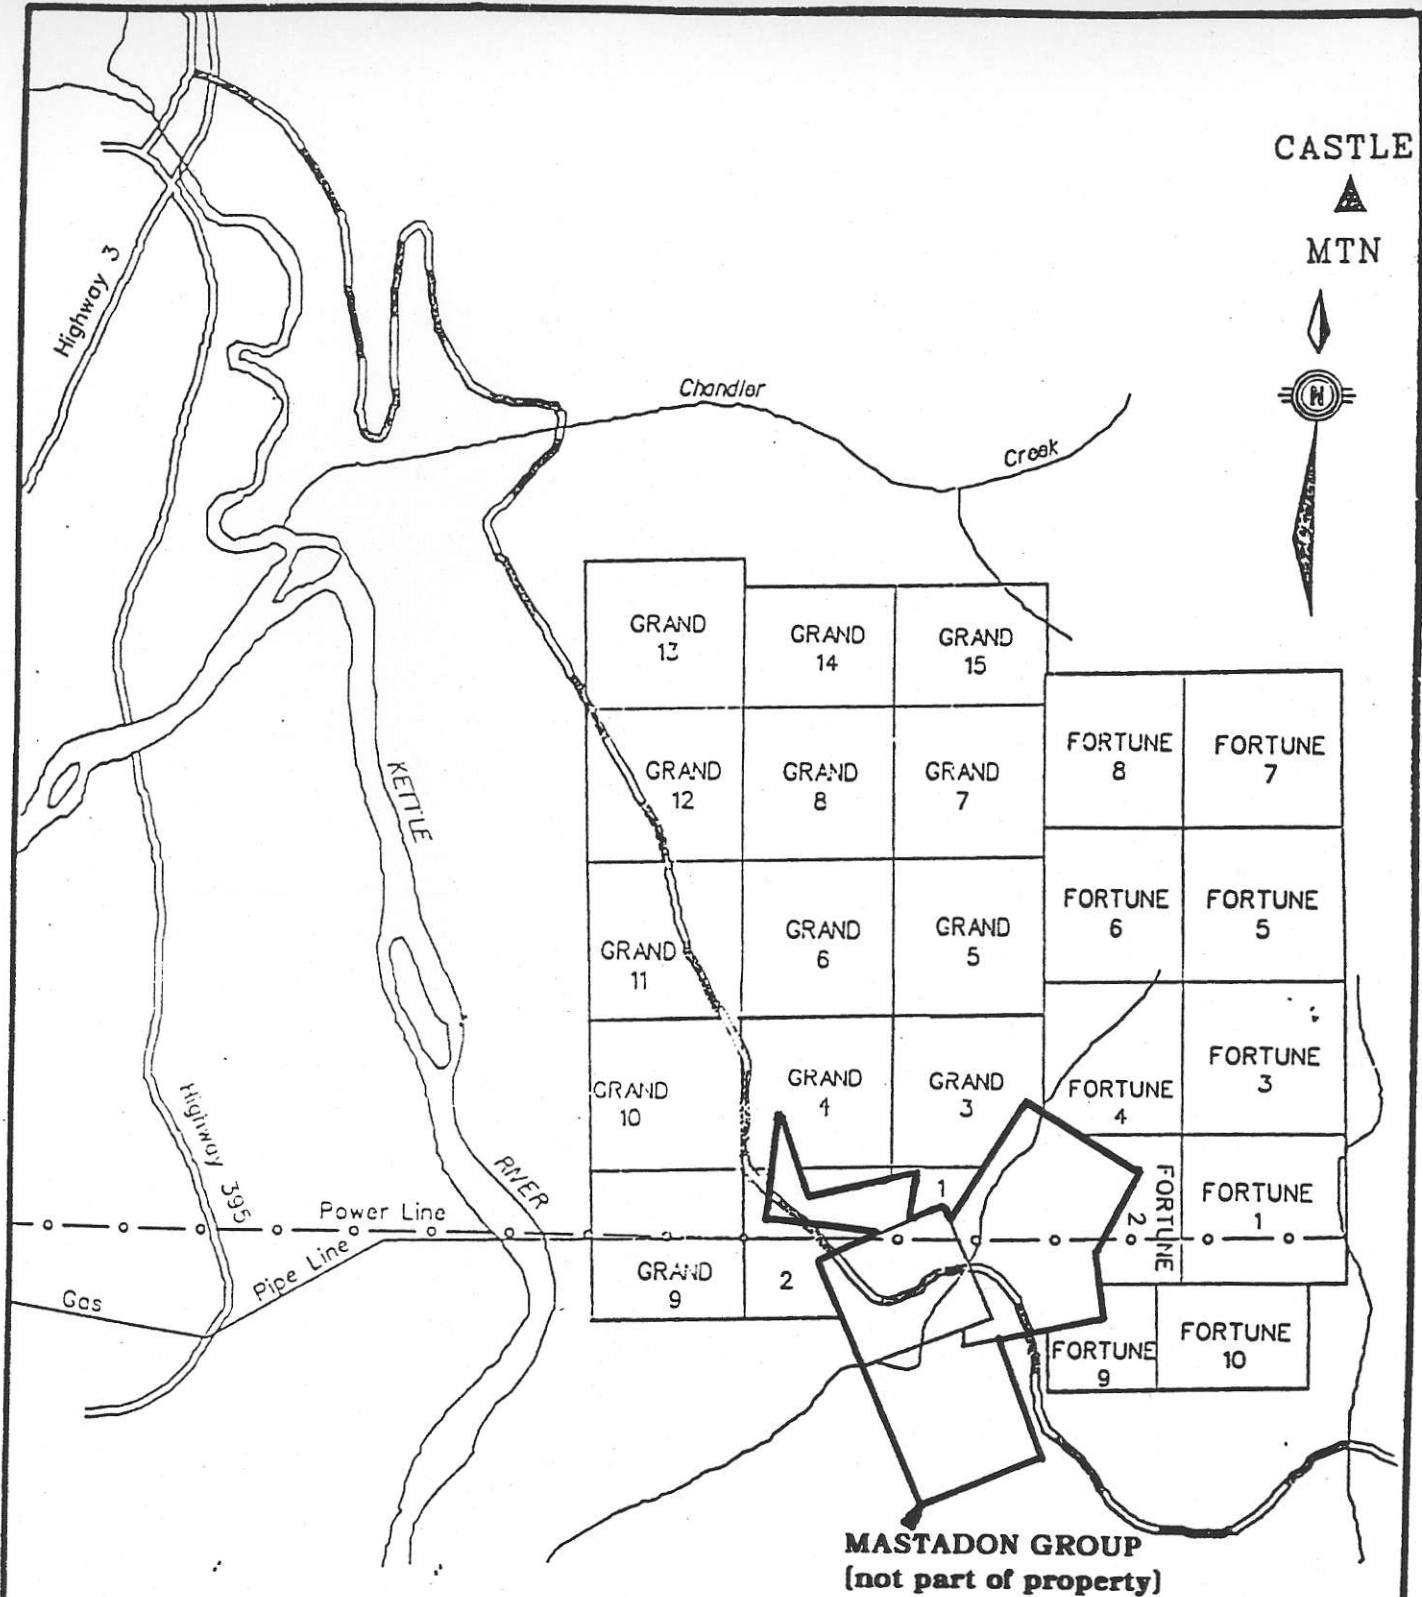 CASTLE
MTN
N
Highway 3
Chandler
Creek
GRAND
13
GRAND
14
GRAND
15
FORTUNE
8
FORTUNE
7
GRAND
12
GRAND
8
GRAND
7
KETTLE
FORTUNE
6
FORTUNE
5
GRAND
11
GRAND
6
GRAND
5
FORTUNE
3
GRAND
10
GRAND
4
GRAND
3
FORTUNE
4
Highway 395
RIVER
1
FORTUNE
2
FORTUNE
1
Power Line
Gas
Pipe Line
GRAND
9
2
FORTUNE
9
FORTUNE
10
MASTADON GROUP
(not part of property)